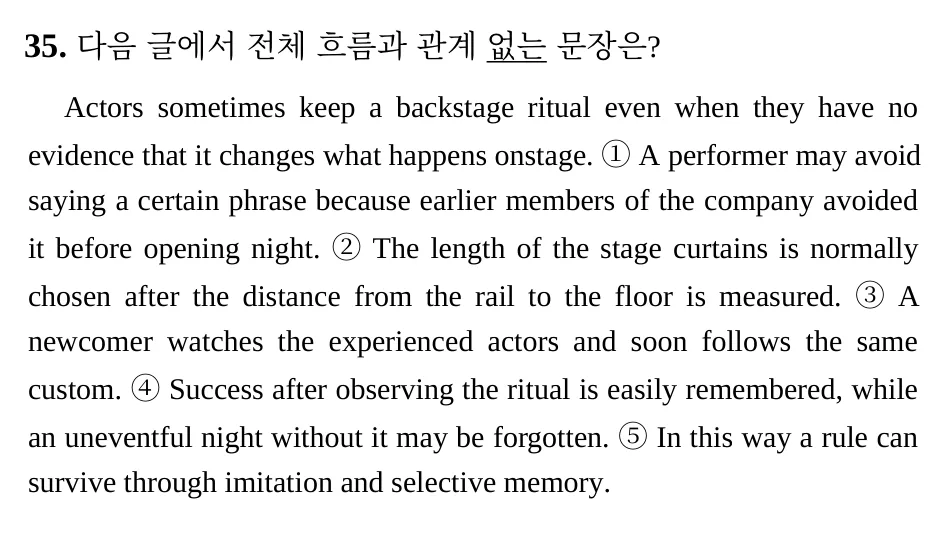 35. 다음 글에서 전체 흐름과 관계 없는 문장은?
Actors sometimes keep a backstage ritual even when they have no
evidence that it changes what happens onstage. ① A performer may avoid
saying a certain phrase because earlier members of the company avoided
it before opening night. ② The length of the stage curtains is normally
chosen after the distance from the rail to the floor is measured. ③ A
newcomer watches the experienced actors and soon follows the same
custom. ④ Success after observing the ritual is easily remembered, while
an uneventful night without it may be forgotten. ⑤ In this way a rule can
survive through imitation and selective memory.